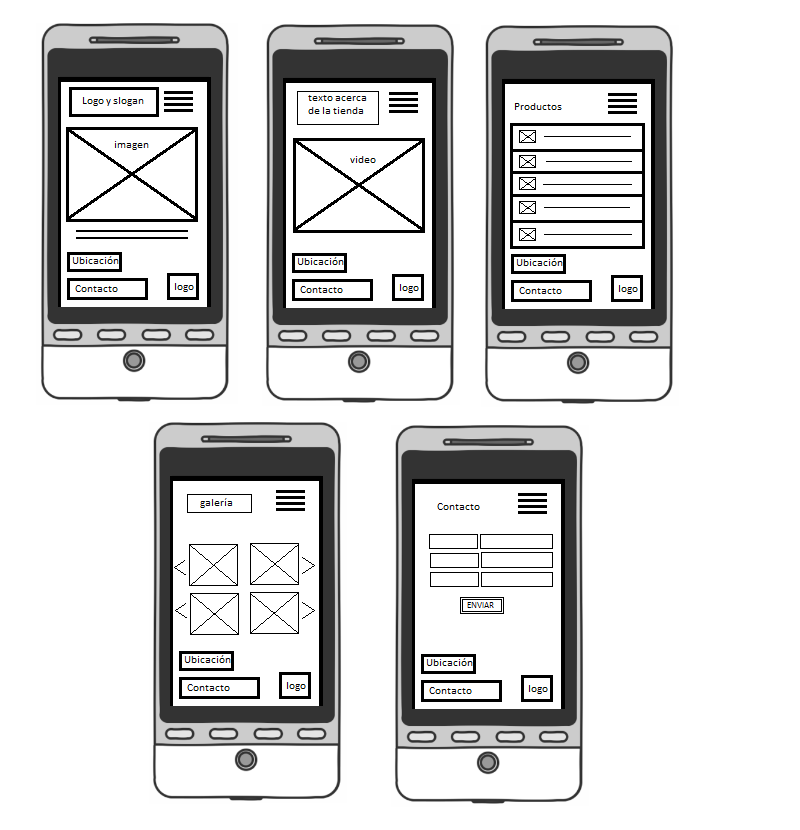 Logo y slogan
imagen
Ubicación
Contacto
logo
texto acerca
de la tienda
video
Ubicación
Contacto
logo
Productos
Ubicación
Contacto
logo
galería
Ubicación
Contacto
logo
Contacto
ENVIAR
Ubicación
Contacto
logo